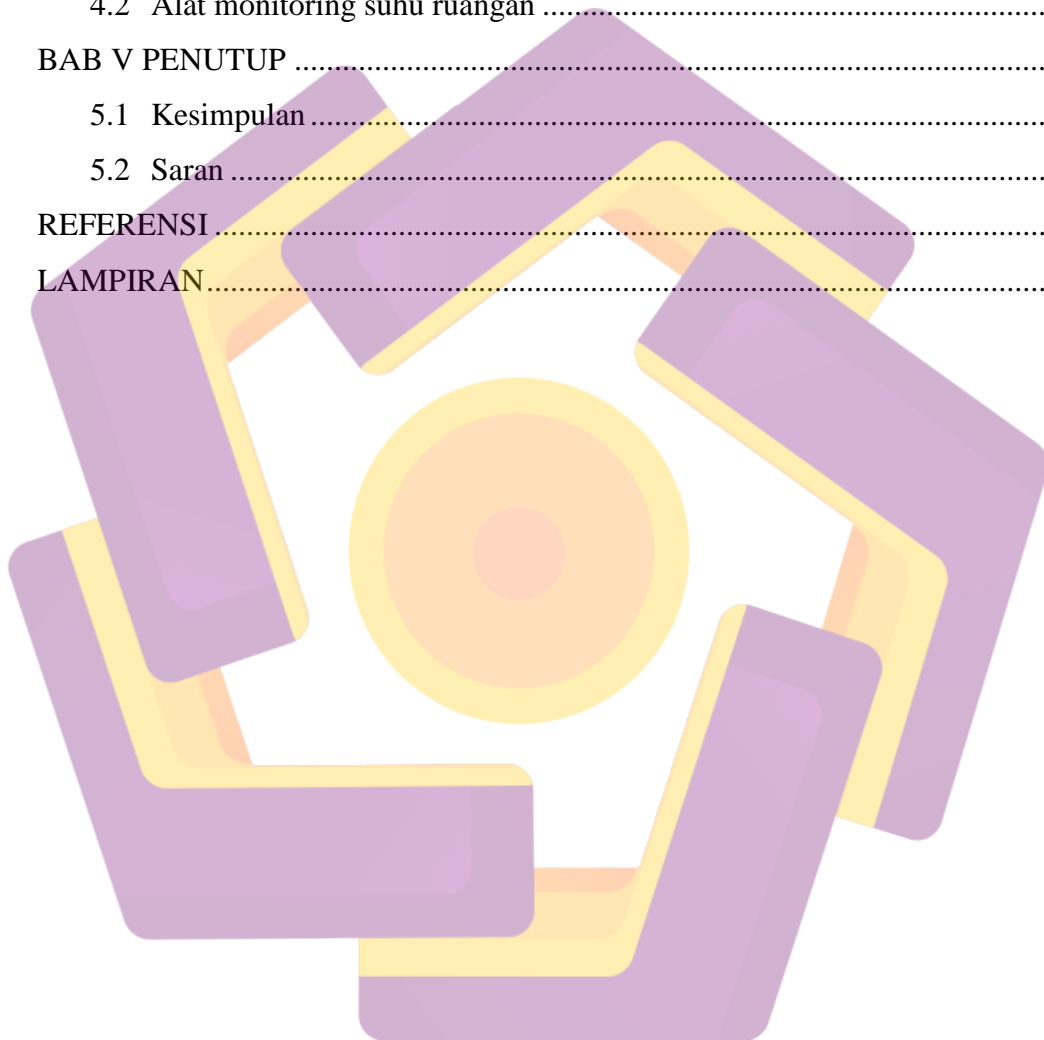 4.2 Alat monitoring suhu ruangan ........................................................................
BAB V PENUTUP ........................................................................................................
5.1 Kesimpulan ........................................................................................................
5.2 Saran ....................................................................................................................
REFERENSI ....................................................................................................................
LAMPIRAN ....................................................................................................................